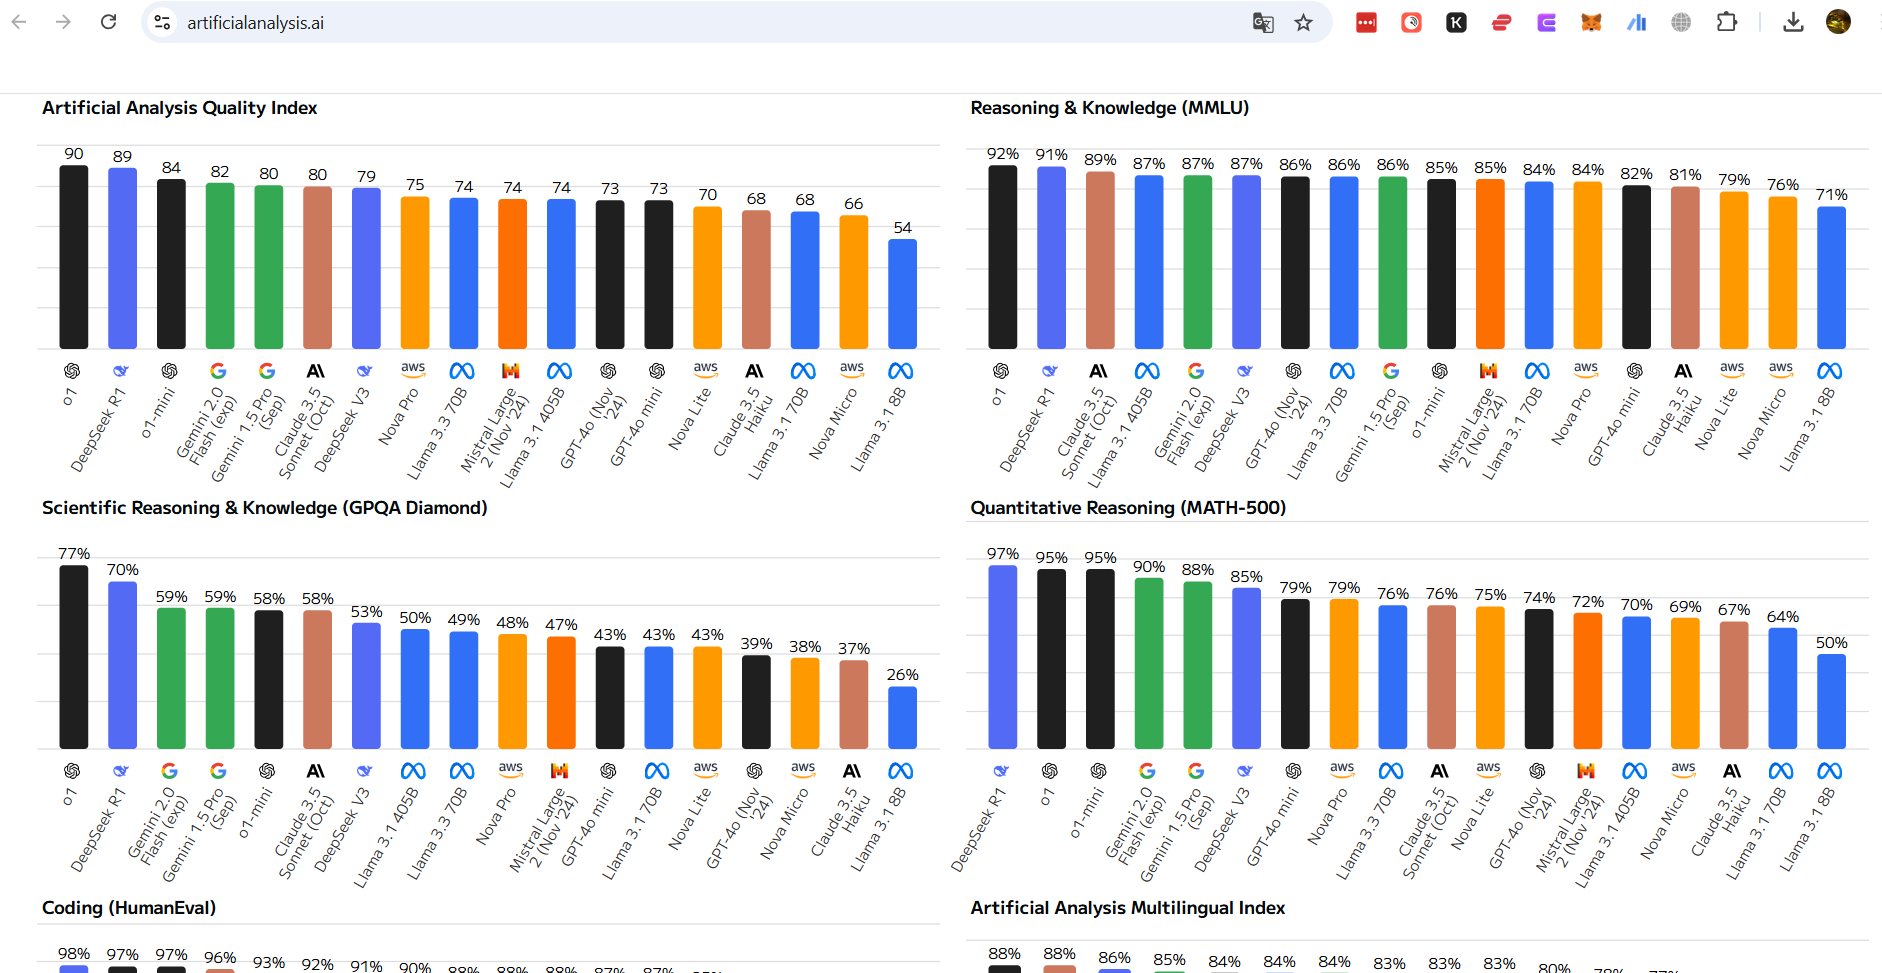 artificialanalysis.ai
Artificial Analysis Quality Index
90 89 84 82 80 80 79 75 74 74 74 73 73 70 68 68 66 54
aws aws aws
o1
DeepSeek R1
o1-mini
Gemini 2.0
Flash (exp)
Gemini 1.5 Pro
(Sep)
Claude 3.5
Sonnet (Oct)
DeepSeek V3
Nova Pro
Llama 3.3 70B
Mistral Large
2 (Nov '24)
Llama 3.1 405B
GPT-4o (Nov
'24)
GPT-4o mini
Nova Lite
Claude 3.5
Haiku
Llama 3.1 70B
Nova Micro
Llama 3.1 8B
Reasoning & Knowledge (MMLU)
92% 91% 89% 87% 87% 87% 86% 86% 86% 85% 85% 84% 84% 82% 81% 79% 76% 71%
aws aws aws
o1
DeepSeek R1
Claude 3.5
Sonnet (Oct)
Llama 3.1 405B
Gemini 2.0
Flash (exp)
DeepSeek V3
GPT-4o (Nov
'24)
Llama 3.3 70B
Gemini 1.5 Pro
(Sep)
o1-mini
Mistral Large
2 (Nov '24)
Llama 3.1 70B
Nova Pro
GPT-4o mini
Claude 3.5
Haiku
Nova Lite
Nova Micro
Llama 3.1 8B
Scientific Reasoning & Knowledge (GPQA Diamond)
77% 70% 59% 59% 58% 58% 53% 50% 49% 48% 47% 43% 43% 43% 39% 38% 37% 26%
aws aws aws
o1
DeepSeek R1
Gemini 2.0
Flash (exp)
Gemini 1.5 Pro
(Sep)
o1-mini
Claude 3.5
Sonnet (Oct)
DeepSeek V3
Llama 3.1 405B
Llama 3.3 70B
Nova Pro
Mistral Large
2 (Nov '24)
GPT-4o mini
Llama 3.1 70B
Nova Lite
GPT-4o (Nov
'24)
Nova Micro
Claude 3.5
Haiku
Llama 3.1 8B
Quantitative Reasoning (MATH-500)
97% 95% 95% 90% 88% 85% 79% 79% 76% 76% 75% 74% 72% 70% 69% 67% 64% 50%
aws aws aws
DeepSeek R1
o1
o1-mini
Gemini 2.0
Flash (exp)
Gemini 1.5 Pro
(Sep)
DeepSeek V3
GPT-4o mini
Nova Pro
Llama 3.3 70B
Claude 3.5
Sonnet (Oct)
Nova Lite
GPT-4o (Nov
'24)
Mistral Large
2 (Nov '24)
Llama 3.1 405B
Nova Micro
Claude 3.5
Haiku
Llama 3.1 70B
Llama 3.1 8B
Coding (HumanEval)
98% 97% 97% 96% 93% 92% 91% 90%
Artificial Analysis Multilingual Index
88% 88% 86% 85% 84% 84% 84% 83% 83% 83% 80%